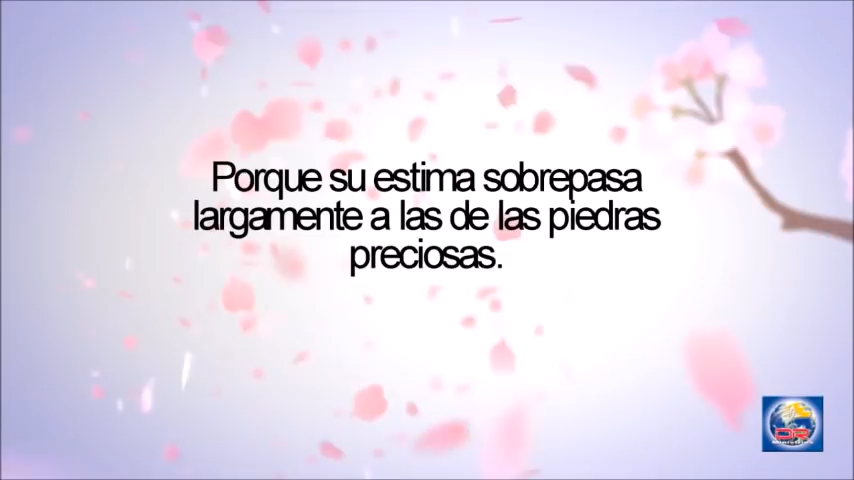 Porque su estima sobrepasa
largamente a las de las piedras
preciosas.